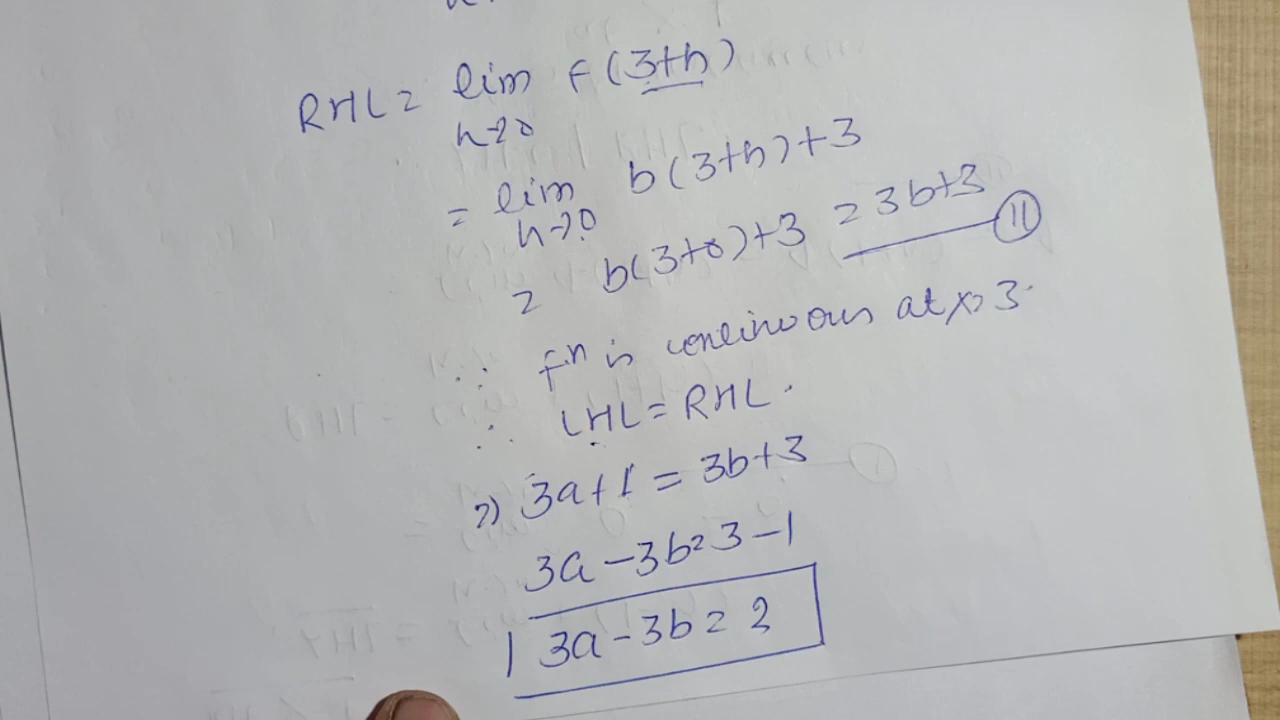 RHL = lim f(3+h)
h→0
= lim b(3+h)+3
h→0
= b(3+0)+3 = 3b+3 (II)
∵ fn is continuous at x=3.
∴ LHL = RHL.
⇒ 3a+1 = 3b+3
3a-3b=3-1
3a-3b=2